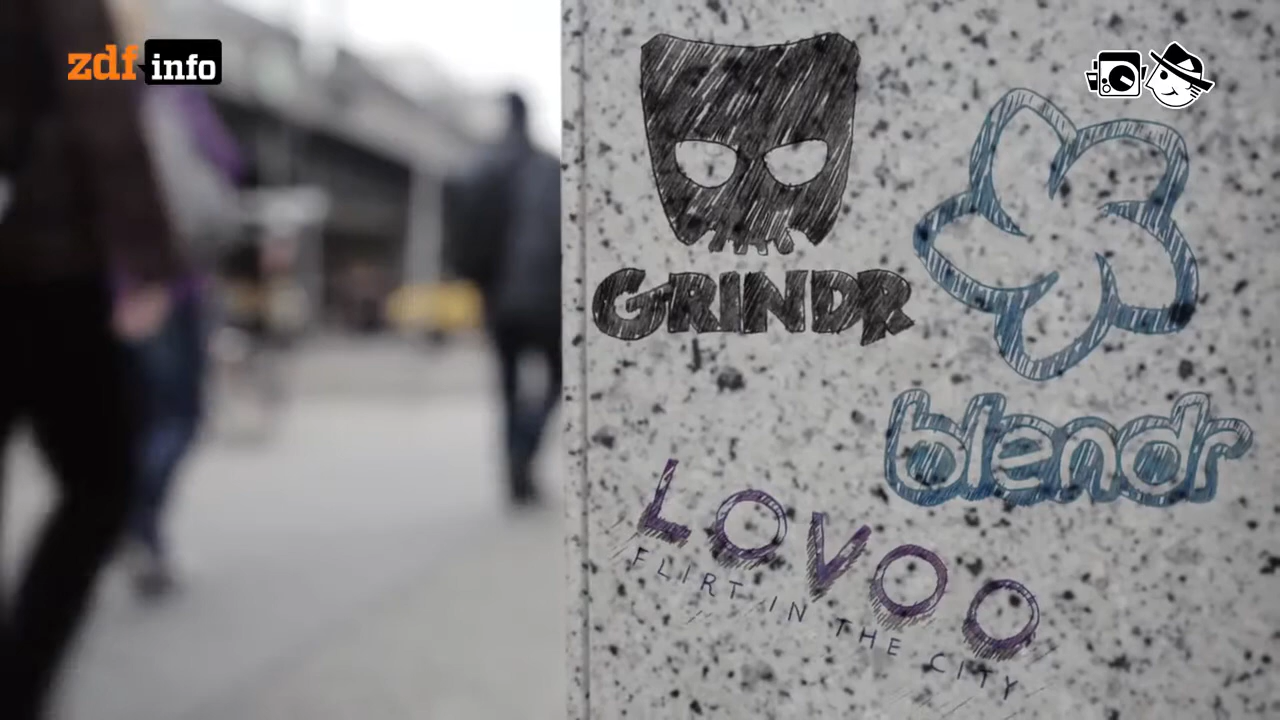 zdf info
GRINDR
blendr
LOVOO
FLIRT IN THE CITY